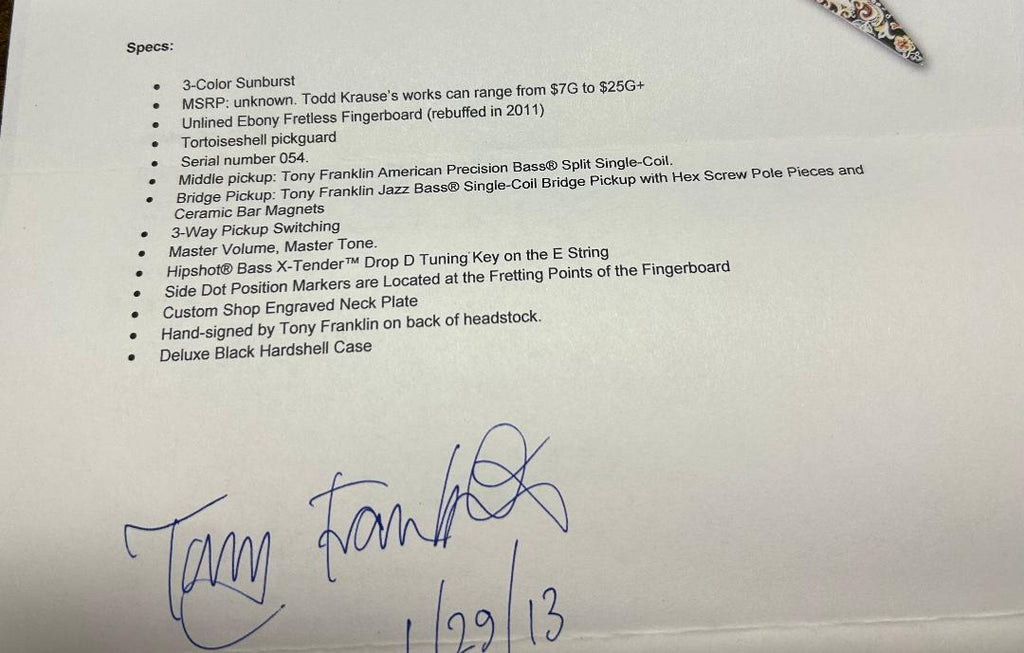 Specs:
• 3-Color Sunburst
• MSRP: unknown. Todd Krause's works can range from $7G to $25G+
• Unlined Ebony Fretless Fingerboard (rebuffed in 2011)
• Tortoiseshell pickguard
• Serial number 054.
• Middle pickup: Tony Franklin American Precision Bass® Split Single-Coil.
• Bridge Pickup: Tony Franklin Jazz Bass® Single-Coil Bridge Pickup with Hex Screw Pole Pieces and
Ceramic Bar Magnets
• 3-Way Pickup Switching
• Master Volume, Master Tone.
• Hipshot® Bass X-Tender™ Drop D Tuning Key on the E String
• Side Dot Position Markers are Located at the Fretting Points of the Fingerboard
• Custom Shop Engraved Neck Plate
• Hand-signed by Tony Franklin on back of headstock.
• Deluxe Black Hardshell Case
Tony Franklin
1/29/13